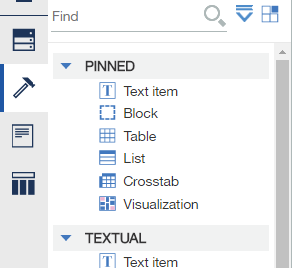 Find
PINNED
Text item
Block
Table
List
Crosstab
Visualization
TEXTUAL
Text item